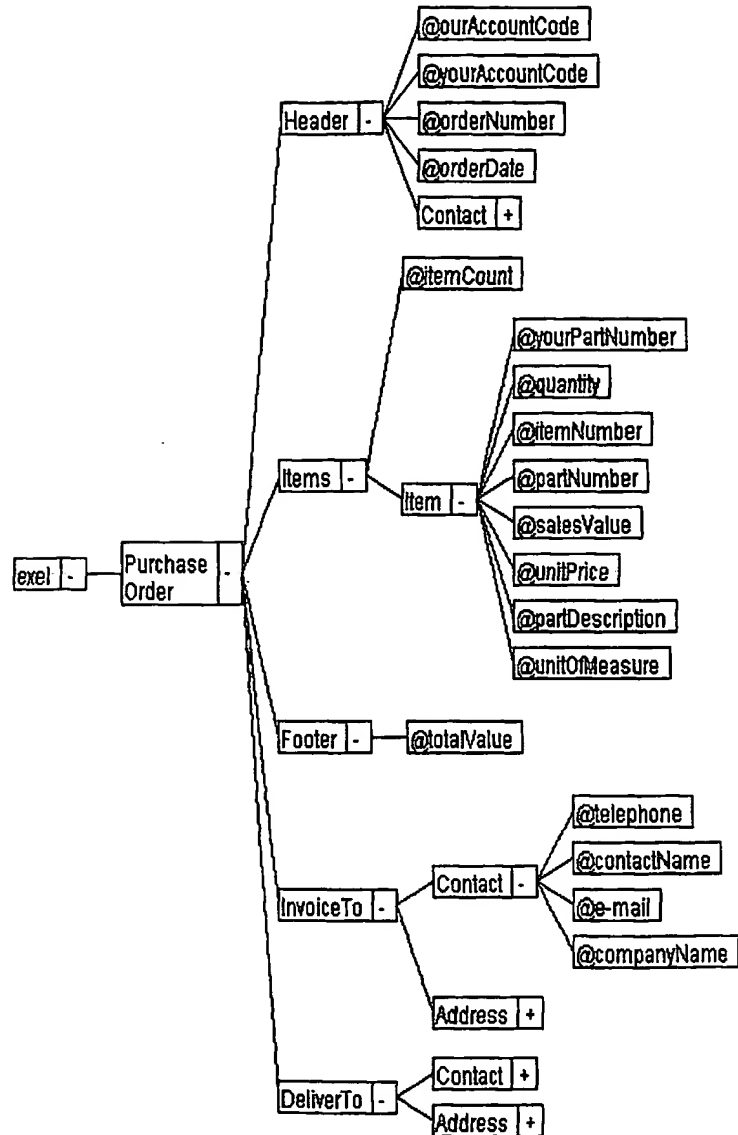 @ourAccountCode
@yourAccountCode
Header -
@orderNumber
@orderDate
Contact +
@itemCount
@yourPartNumber
@quantity
@itemNumber
Items -
Item -
@partNumber
@salesValue
exel -
Purchase
Order -
@unitPrice
@partDescription
@unitOfMeasure
Footer -
@totalValue
@telephone
@contactName
InvoiceTo -
Contact -
@e-mail
@companyName
Address +
DeliverTo -
Contact +
Address +